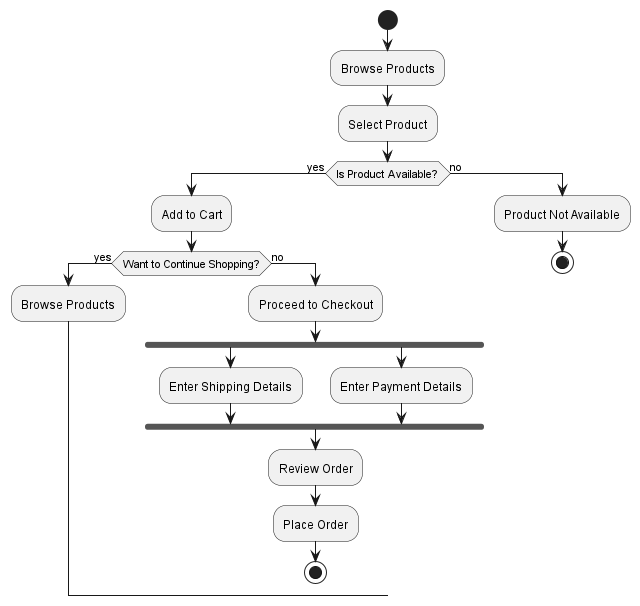 Browse Products
Select Product
yes
Is Product Available?
no
Add to Cart
Product Not Available
yes
Want to Continue Shopping?
no
Browse Products
Proceed to Checkout
Enter Shipping Details
Enter Payment Details
Review Order
Place Order